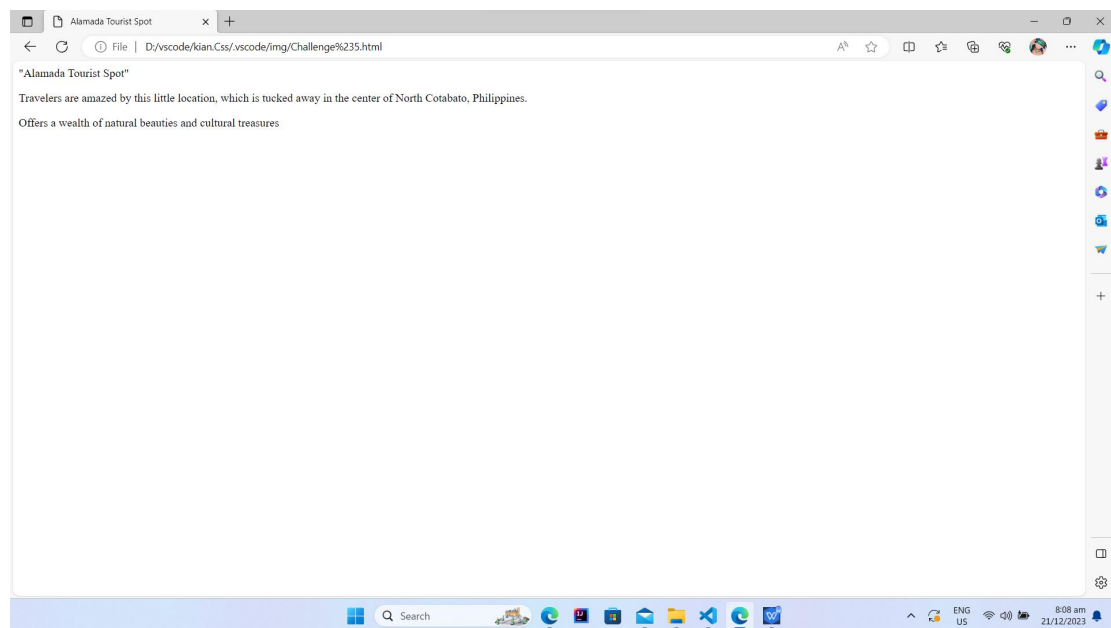 Alamada Tourist Spot
File D:/vscode/kian.Css/.vscode/img/Challenge%235.html
"Alamada Tourist Spot"
Travelers are amazed by this little location, which is tucked away in the center of North Cotabato, Philippines.
Offers a wealth of natural beauties and cultural treasures
Search
ENG
US
8:08 am
21/12/2023